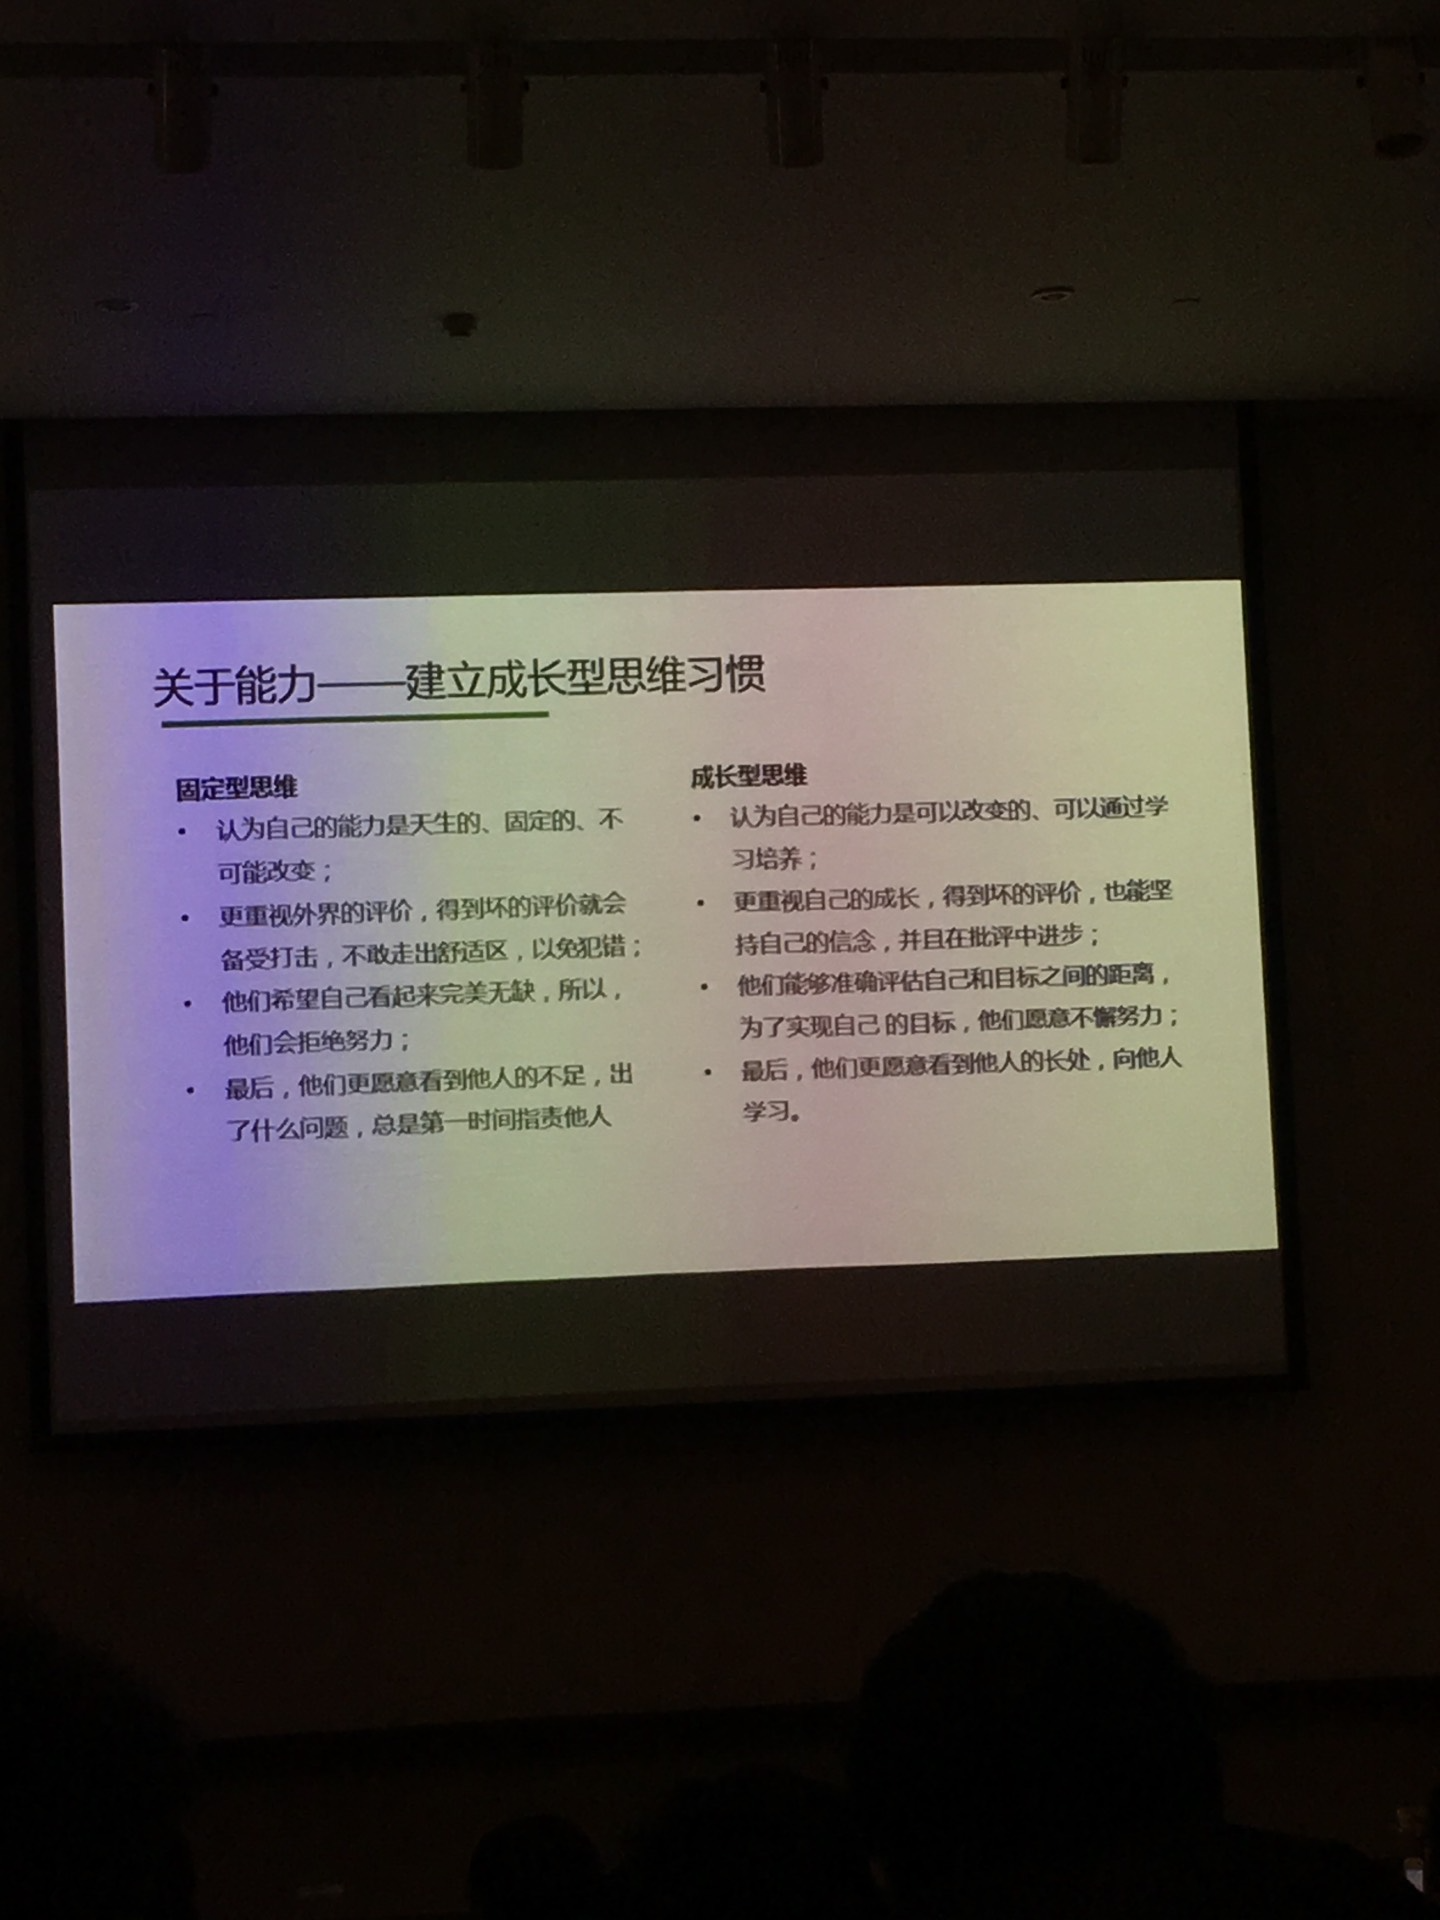 关于能力——建立成长型思维习惯
固定型思维
• 认为自己的能力是天生的、固定的、不
可能改变；
• 更重视外界的评价，得到坏的评价就会
备受打击，不敢走出舒适区，以免犯错；
• 他们希望自己看起来完美无缺，所以，
他们会拒绝努力；
• 最后，他们更愿意看到他人的不足，出
了什么问题，总是第一时间指责他人
成长型思维
• 认为自己的能力是可以改变的、可以通过学
习培养；
• 更重视自己的成长，得到坏的评价，也能坚
持自己的信念，并且在批评中进步；
• 他们能够准确评估自己和目标之间的距离，
为了实现自己 的目标，他们愿意不懈努力；
• 最后，他们更愿意看到他人的长处，向他人
学习。